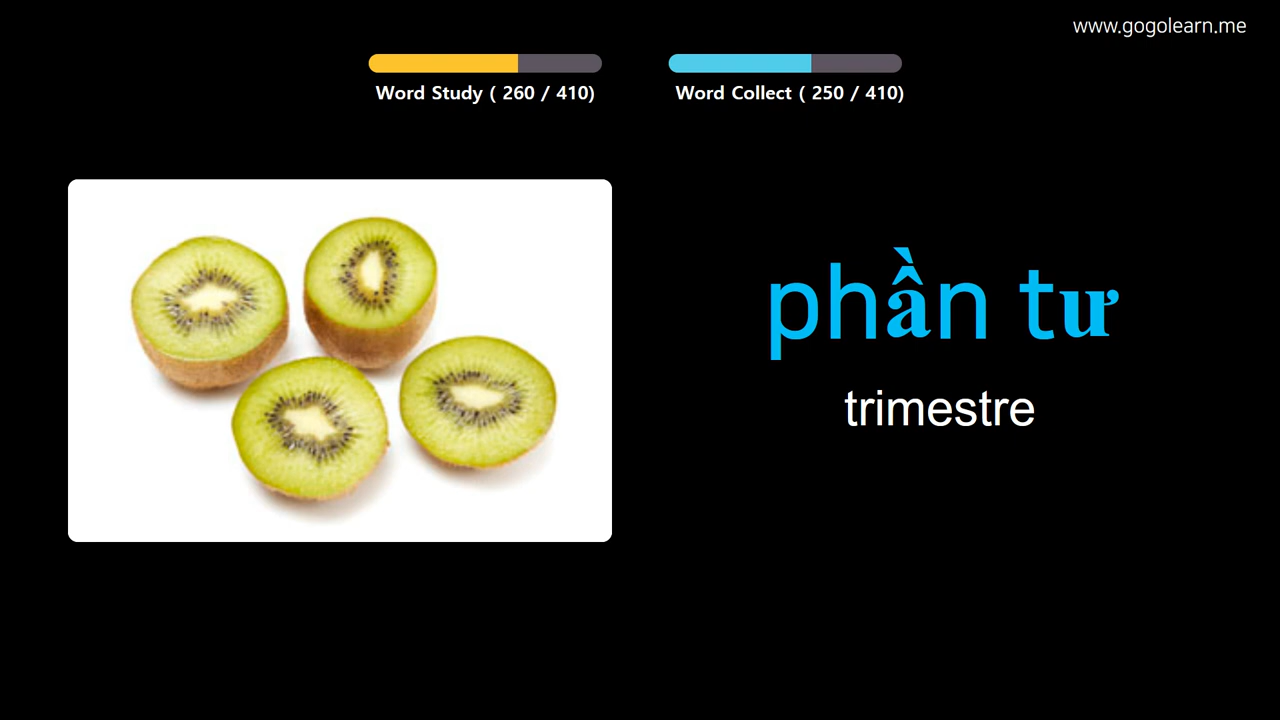 www.gogolearn.me
Word Study ( 260 / 410)
Word Collect ( 250 / 410)
phần tư
trimestre